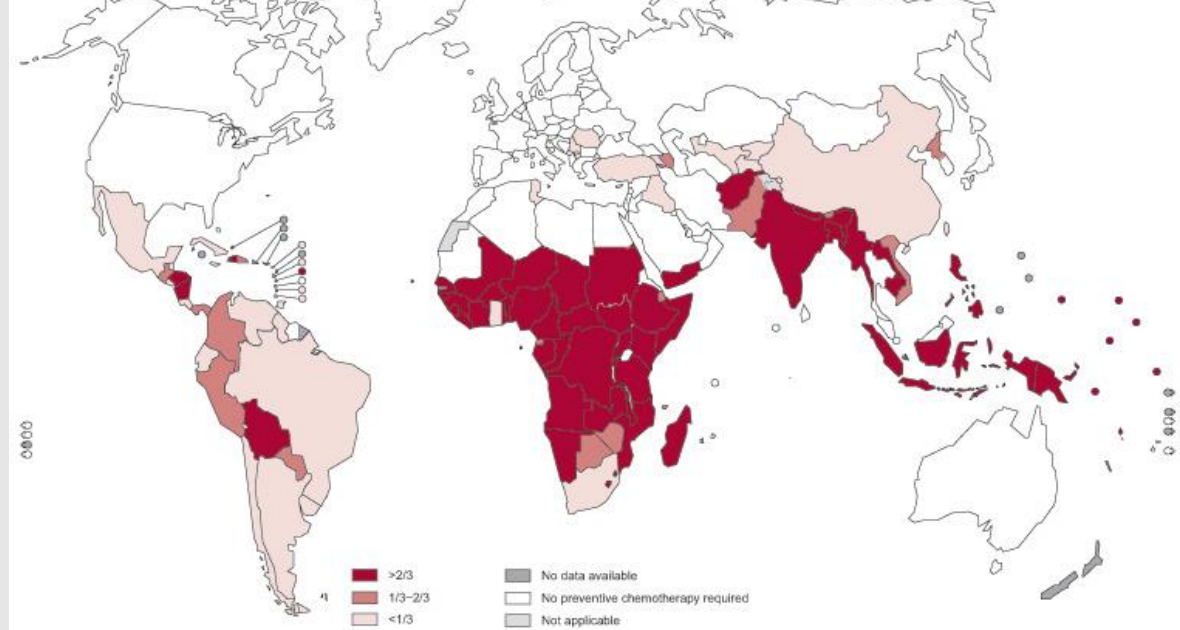 >2/3
1/3–2/3
<1/3
No data available
No preventive chemotherapy required
Not applicable